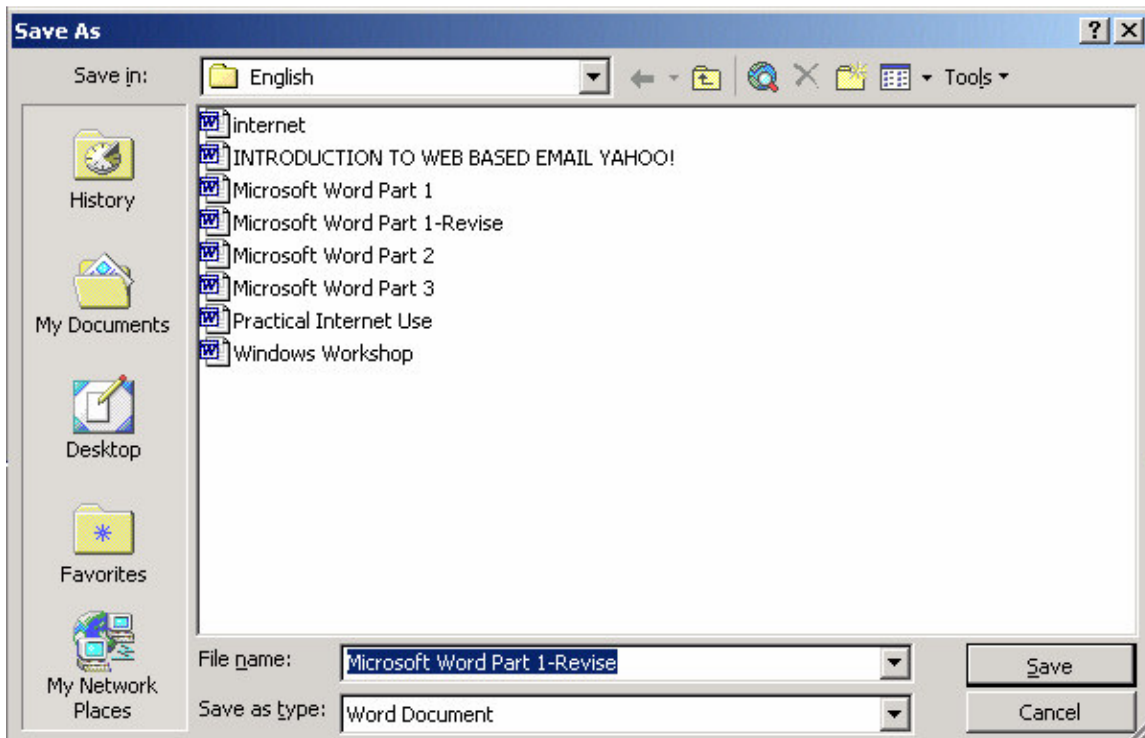 Save As
Save in:
English
Tools
History
My Documents
Desktop
Favorites
My Network
Places
internet
INTRODUCTION TO WEB BASED EMAIL YAHOO!
Microsoft Word Part 1
Microsoft Word Part 1-Revise
Microsoft Word Part 2
Microsoft Word Part 3
Practical Internet Use
Windows Workshop
File name:
Microsoft Word Part 1-Revise
Save
Save as type:
Word Document
Cancel